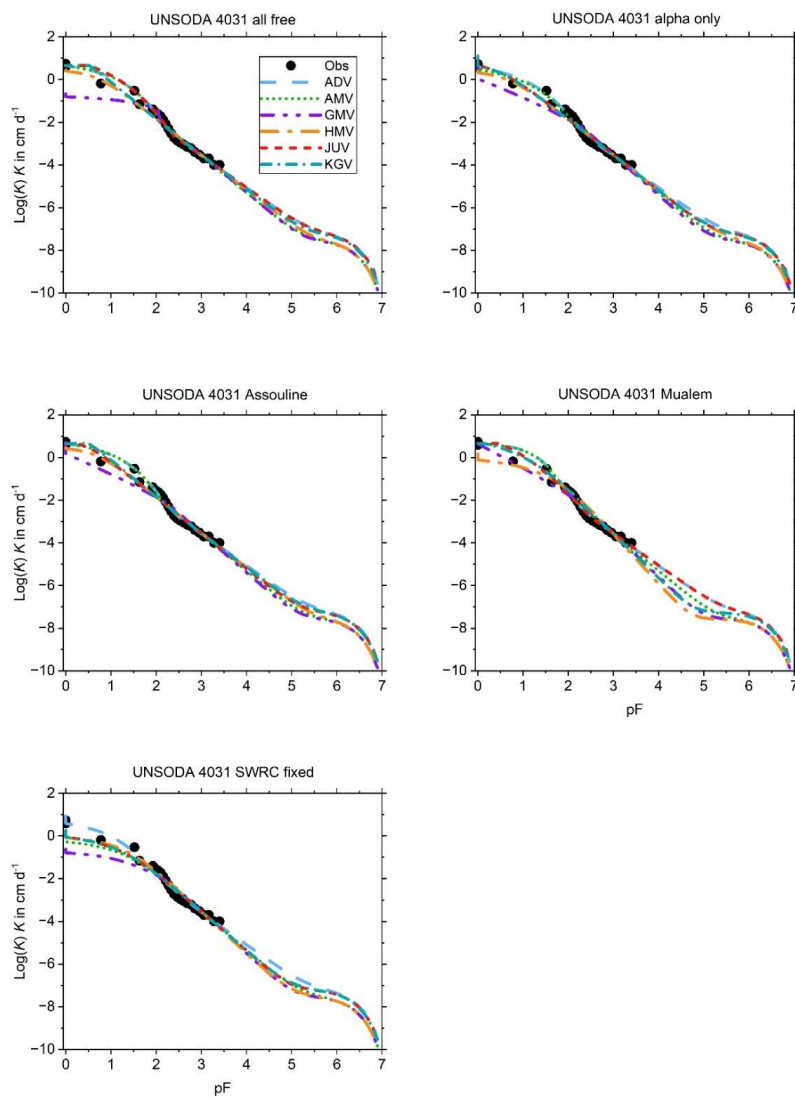 UNSODA 4031 all free
2
0
−2
−4
−6
−8
−10
Log(K) K in cm d⁻¹
0 1 2 3 4 5 6 7
Obs
ADV
AMV
GMV
HMV
JUV
KGV
UNSODA 4031 alpha only
2
0
−2
−4
−6
−8
−10
0 1 2 3 4 5 6 7
UNSODA 4031 Assouline
2
0
−2
−4
−6
−8
−10
Log(K) K in cm d⁻¹
0 1 2 3 4 5 6 7
UNSODA 4031 Mualem
2
0
−2
−4
−6
−8
−10
0 1 2 3 4 5 6 7
pF
UNSODA 4031 SWRC fixed
2
0
−2
−4
−6
−8
−10
Log(K) K in cm d⁻¹
0 1 2 3 4 5 6 7
pF